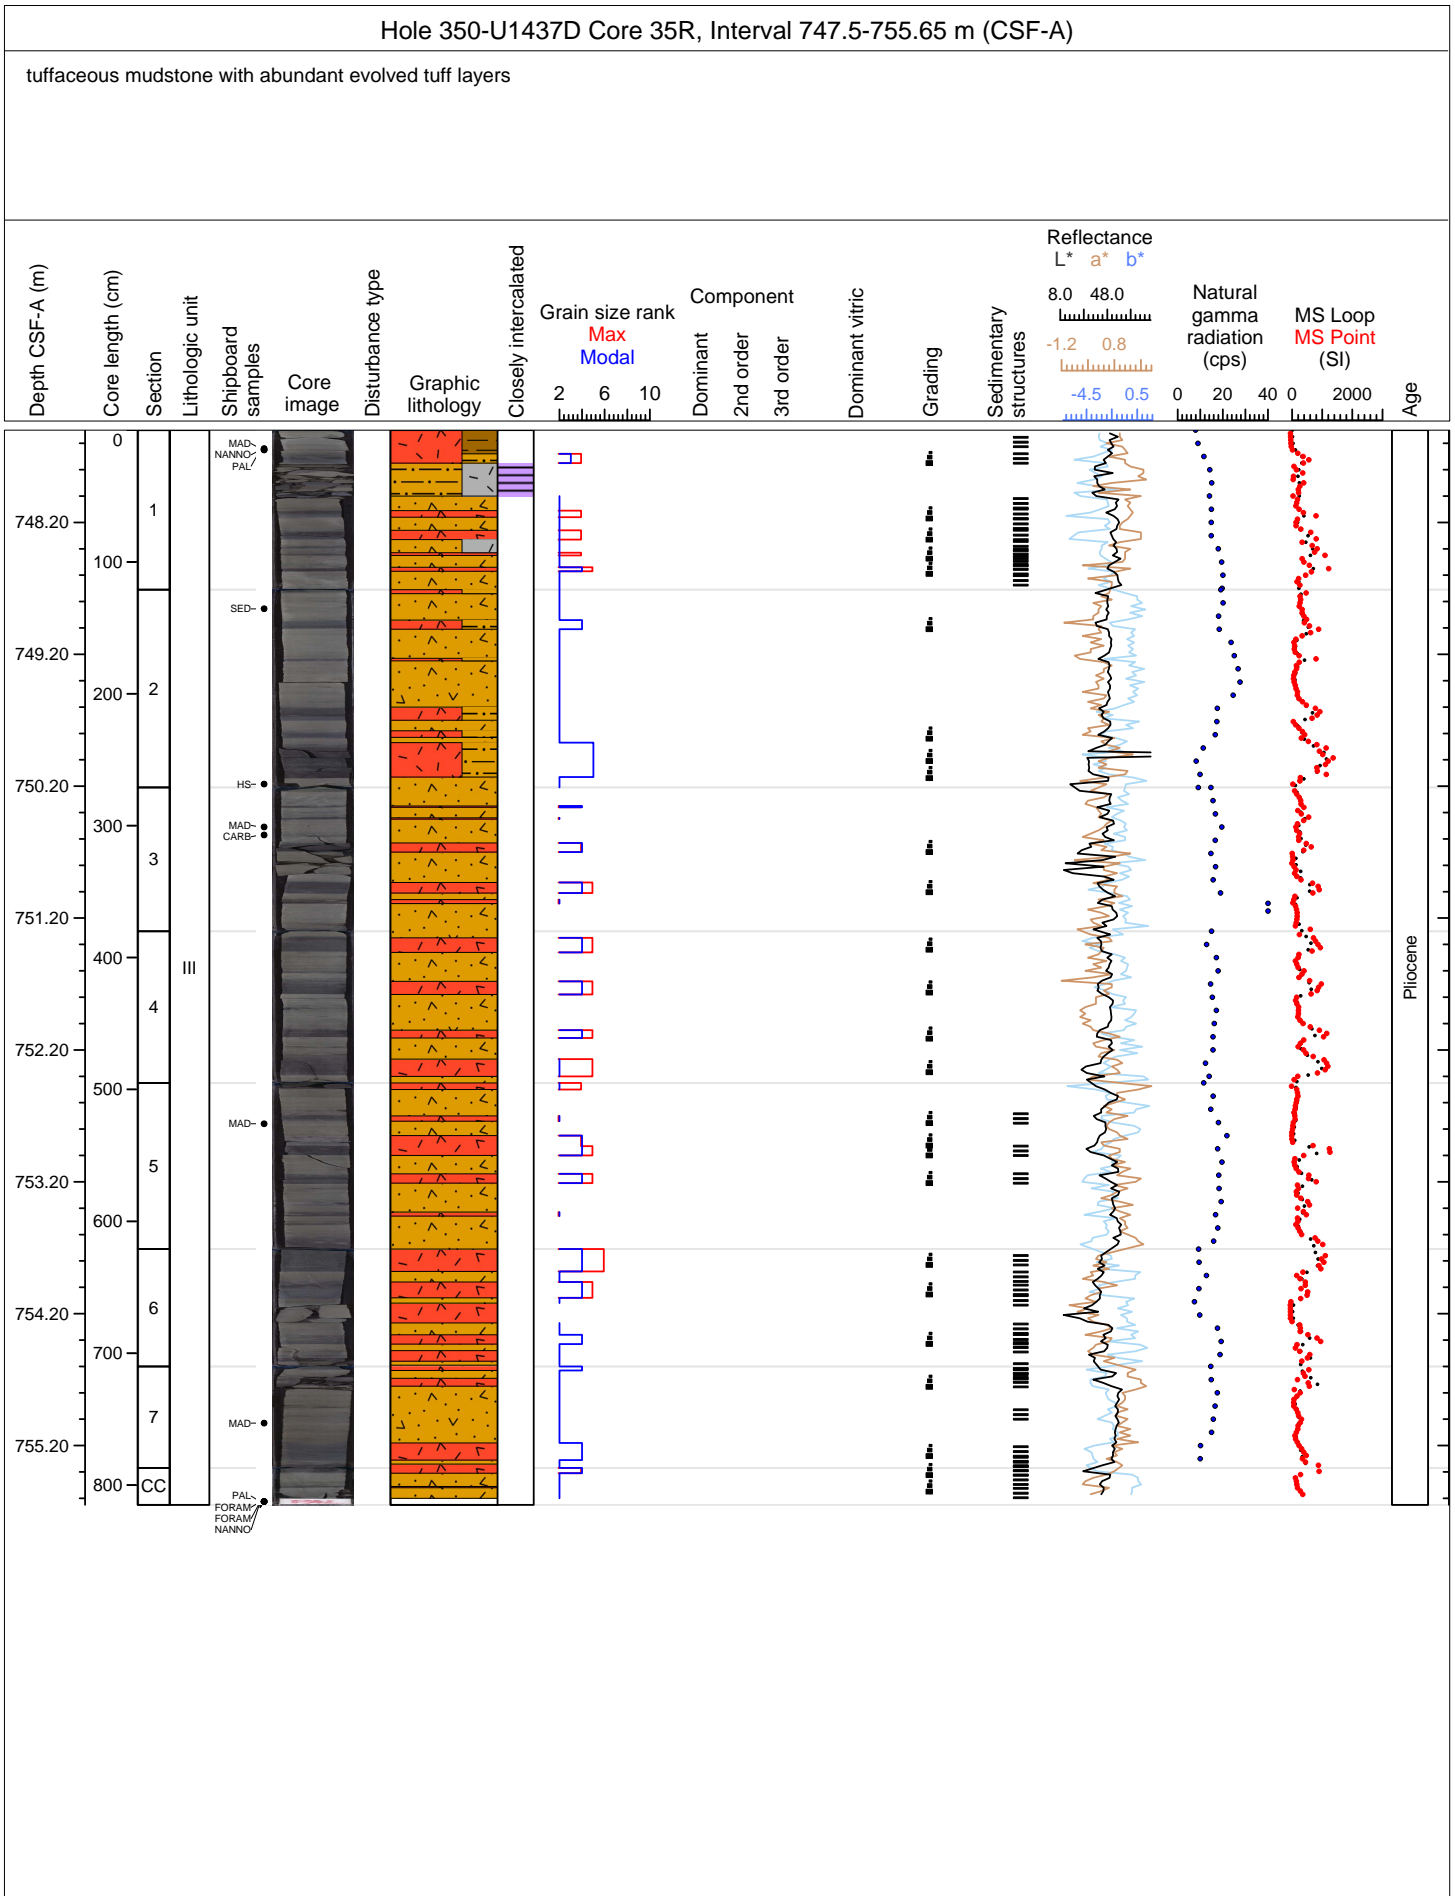 Hole 350-U1437D Core 35R, Interval 747.5-755.65 m (CSF-A)
tuffaceous mudstone with abundant evolved tuff layers
Depth CSF-A (m)
Core length (cm)
Section
Lithologic unit
Shipboard
samples
Core
image
Disturbance type
Graphic
lithology
Closely intercalated
Grain size rank
Max
Modal
2 6 10
Component
Dominant
2nd order
3rd order
Dominant vitric
Grading
Sedimentary
structures
Reflectance
L* a* b*
8.0 48.0
-1.2 0.8
-4.5 0.5
Natural
gamma
radiation
(cps)
0 20 40
MS Loop
MS Point
(SI)
0 2000
Age
0
MAD
NANNO
PAL
1
748.20
100
SED
749.20
2
200
HS
750.20
300
MAD
CARB
3
751.20
400
III
Pliocene
4
752.20
500
MAD
5
753.20
600
6
754.20
700
7
MAD
755.20
CC
800
PAL
FORAM
FORAM
NANNO